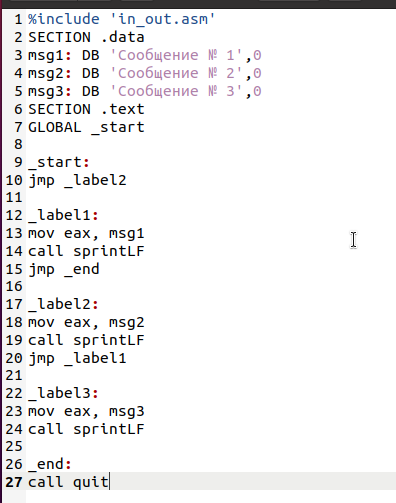 1 %include 'in_out.asm'
2 SECTION .data
3 msg1: DB 'Сообщение № 1',0
4 msg2: DB 'Сообщение № 2',0
5 msg3: DB 'Сообщение № 3',0
6 SECTION .text
7 GLOBAL _start
8
9 _start:
10 jmp _label2
11
12 _label1:
13 mov eax, msg1
14 call sprintLF
15 jmp _end
16
17 _label2:
18 mov eax, msg2
19 call sprintLF
20 jmp _label1
21
22 _label3:
23 mov eax, msg3
24 call sprintLF
25
26 _end:
27 call quit